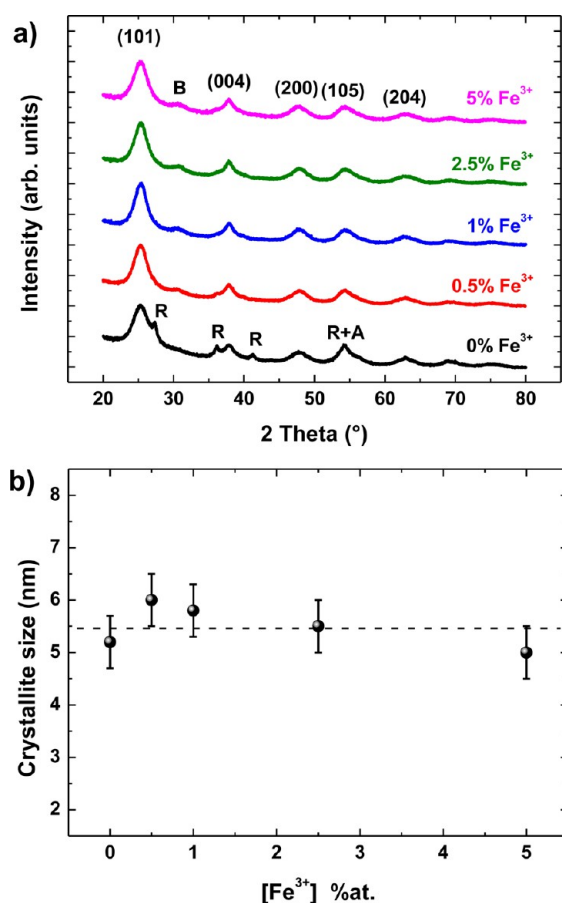 a)
(101)
B
(004)
(200)
(105)
(204)
5% Fe³⁺
2.5% Fe³⁺
1% Fe³⁺
0.5% Fe³⁺
R
R
R
R+A
0% Fe³⁺
Intensity (arb. units)
20 30 40 50 60 70 80
2 Theta (°)
b)
8
7
6
5
4
3
2
Crystallite size (nm)
0 1 2 3 4 5
[Fe³⁺] %at.